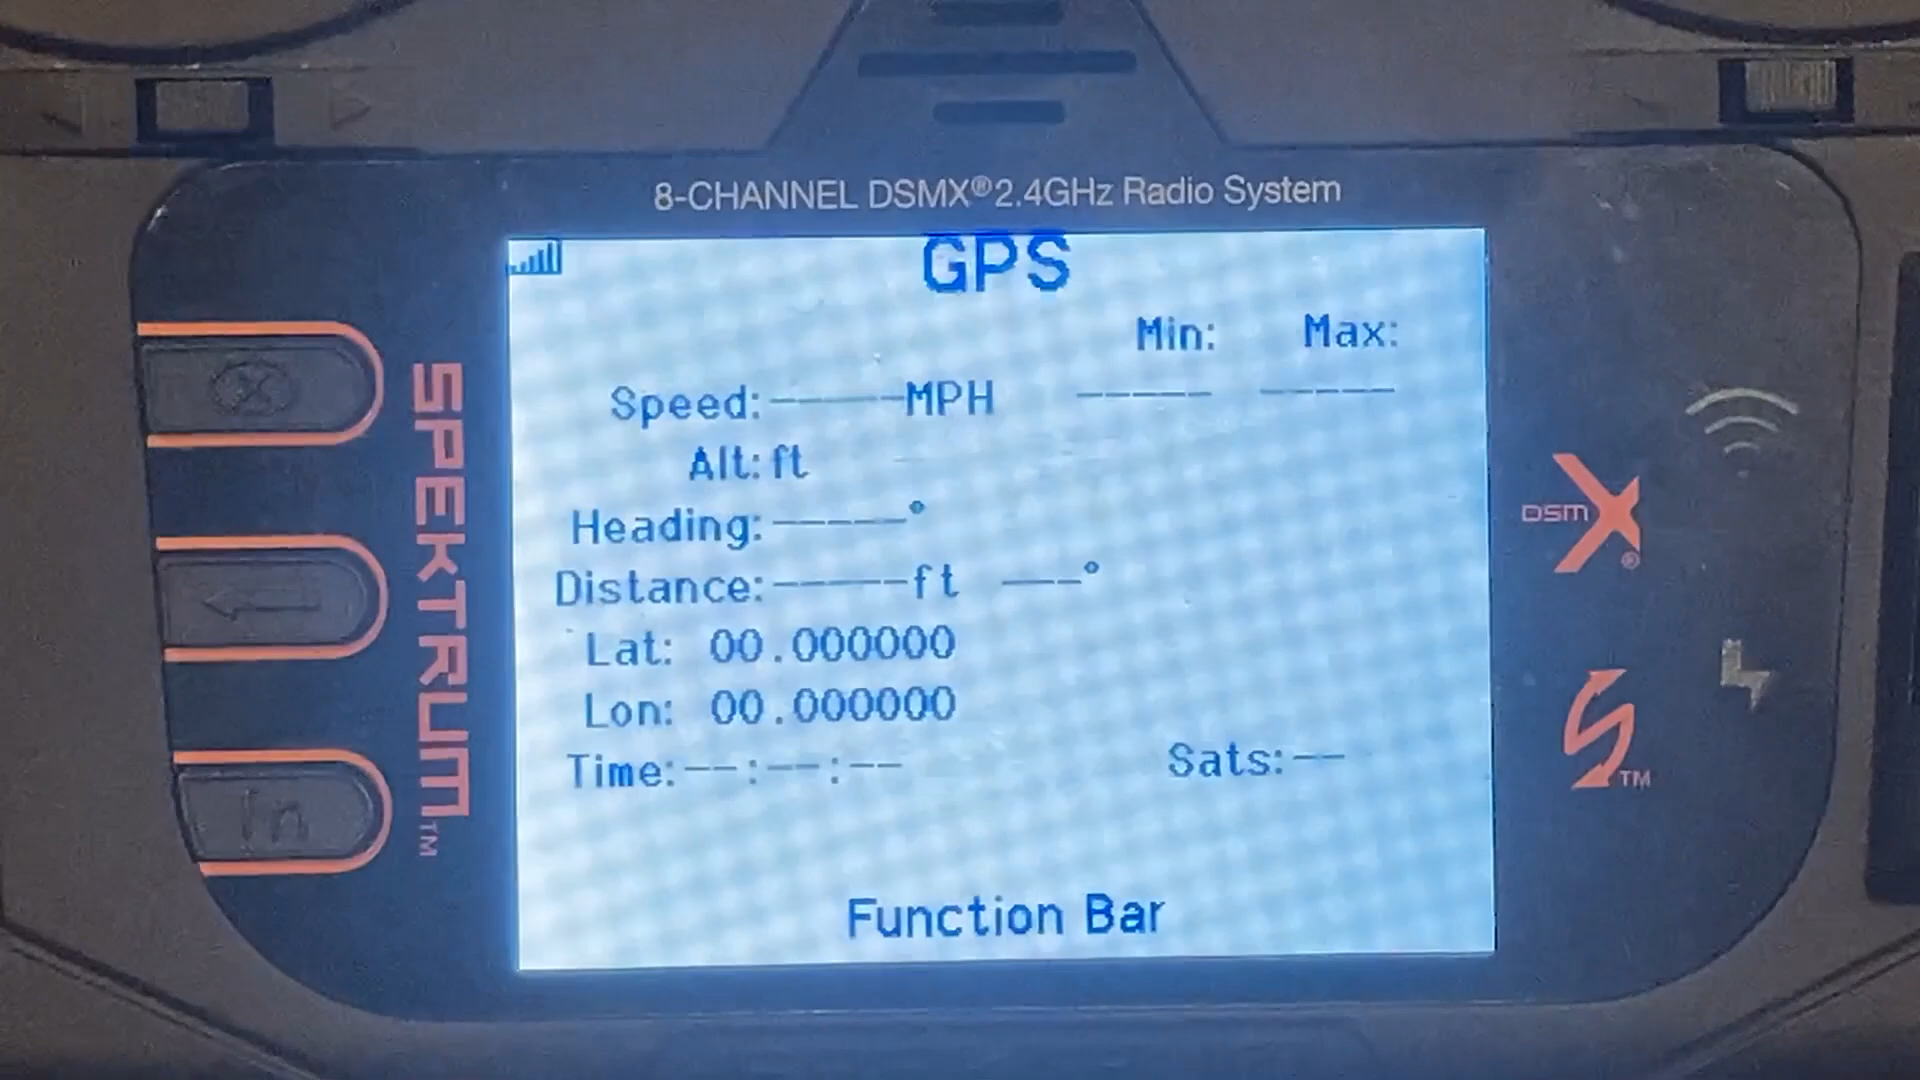 8-CHANNEL DSMX® 2.4GHz Radio System
GPS
Min: Max:
Speed:-----MPH ----- -----
Alt:ft
Heading:-----°
Distance:-----ft ---°
Lat: 00.000000
Lon: 00.000000
Time:--:--:-- Sats:--
Function Bar
SPEKTRUM™
DSM X®
S™